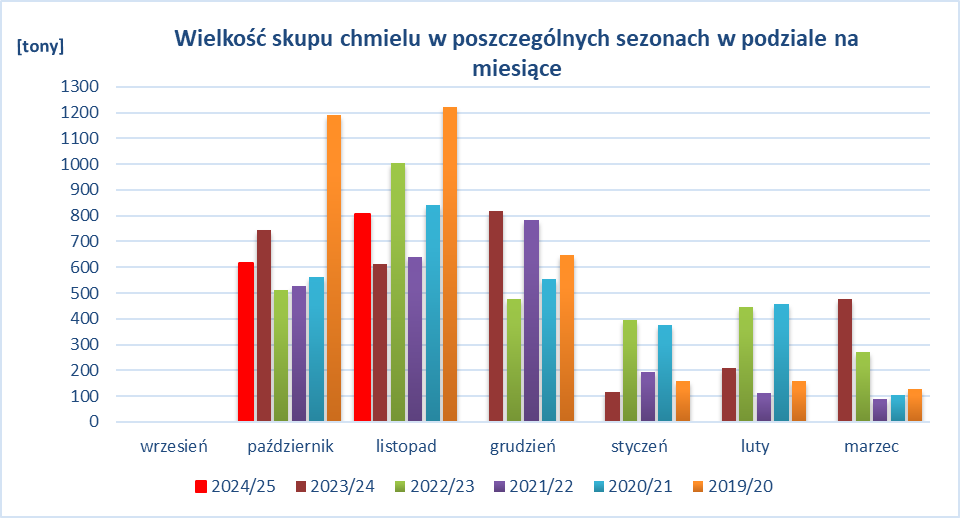 [tony]
Wielkość skupu chmielu w poszczególnych sezonach w podziale na
miesiące
1300
1200
1100
1000
900
800
700
600
500
400
300
200
100
0
wrzesień październik listopad grudzień styczeń luty marzec
2024/25 2023/24 2022/23 2021/22 2020/21 2019/20